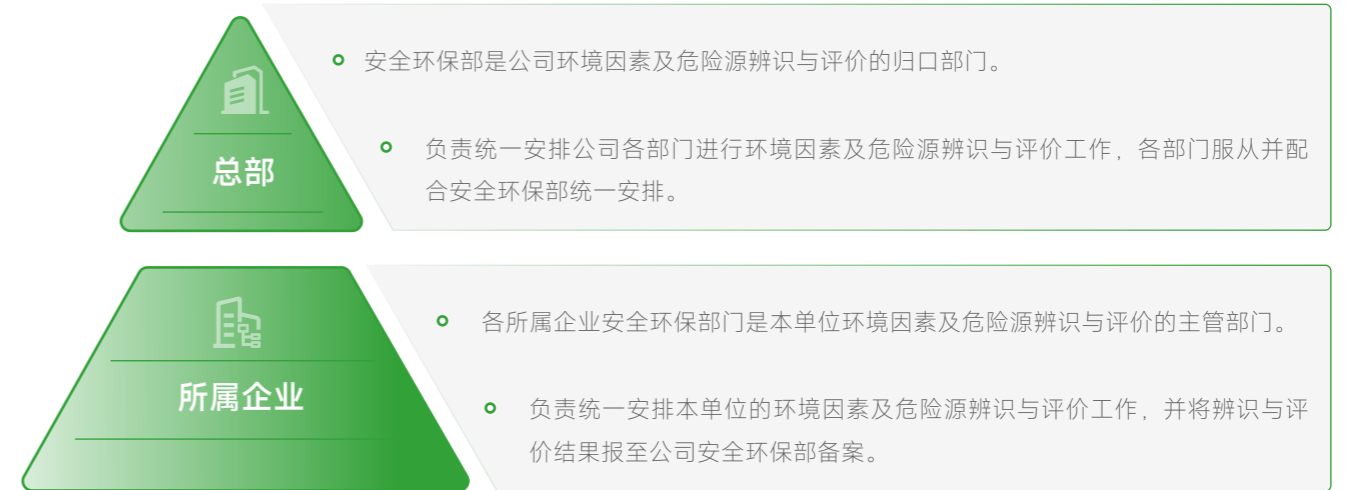 安全环保部是公司环境因素及危险源辨识与评价的归口部门。
总部
负责统一安排公司各部门进行环境因素及危险源辨识与评价工作，各部门服从并配
合安全环保部统一安排。
各所属企业安全环保部门是本单位环境因素及危险源辨识与评价的主管部门。
所属企业
负责统一安排本单位的环境因素及危险源辨识与评价工作，并将辨识与评
价结果报至公司安全环保部备案。